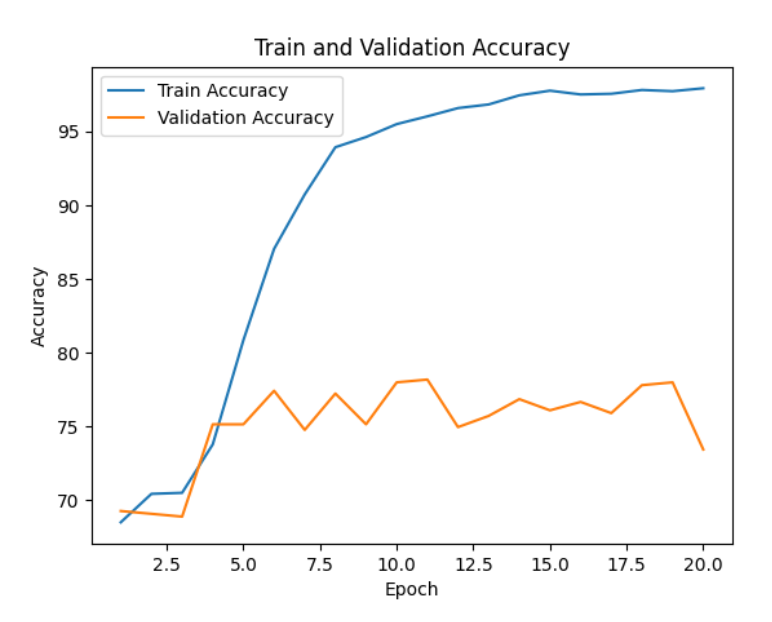 Train and Validation Accuracy
Train Accuracy
Validation Accuracy
95
90
85
80
75
70
Accuracy
2.5 5.0 7.5 10.0 12.5 15.0 17.5 20.0
Epoch